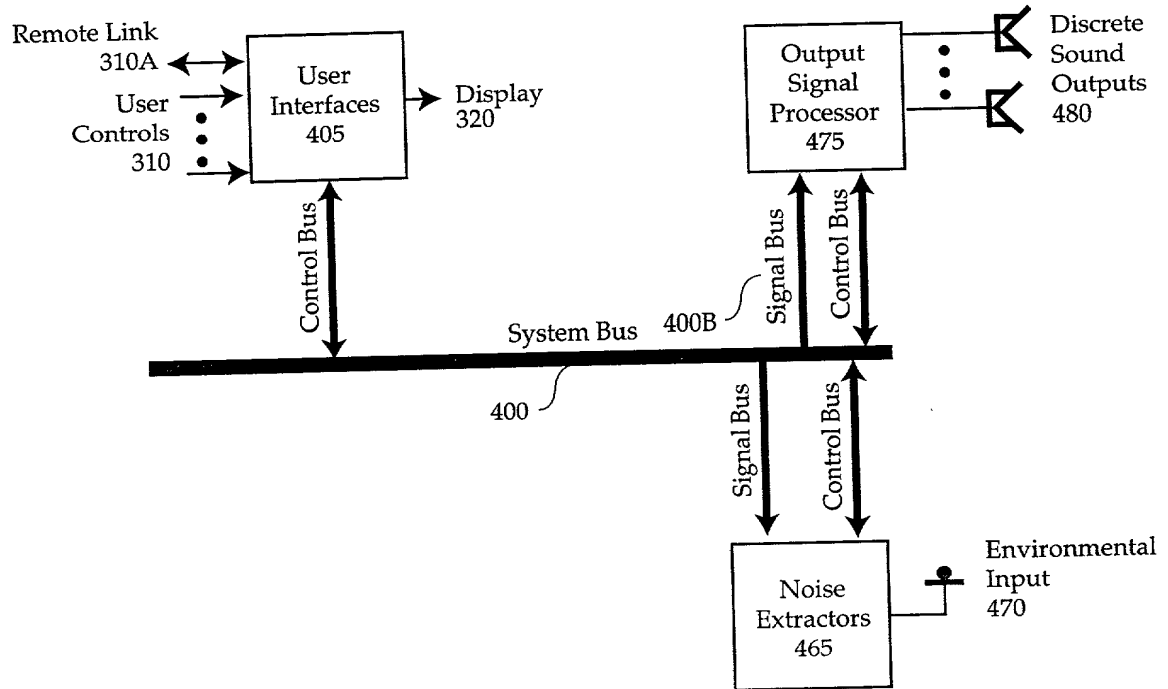 Remote Link
310A
User
Controls
310
User
Interfaces
405
Display
320
Output
Signal
Processor
475
Discrete
Sound
Outputs
480
Control Bus
Signal Bus
Control Bus
400B
System Bus
400
Signal Bus
Control Bus
Noise
Extractors
465
Environmental
Input
470